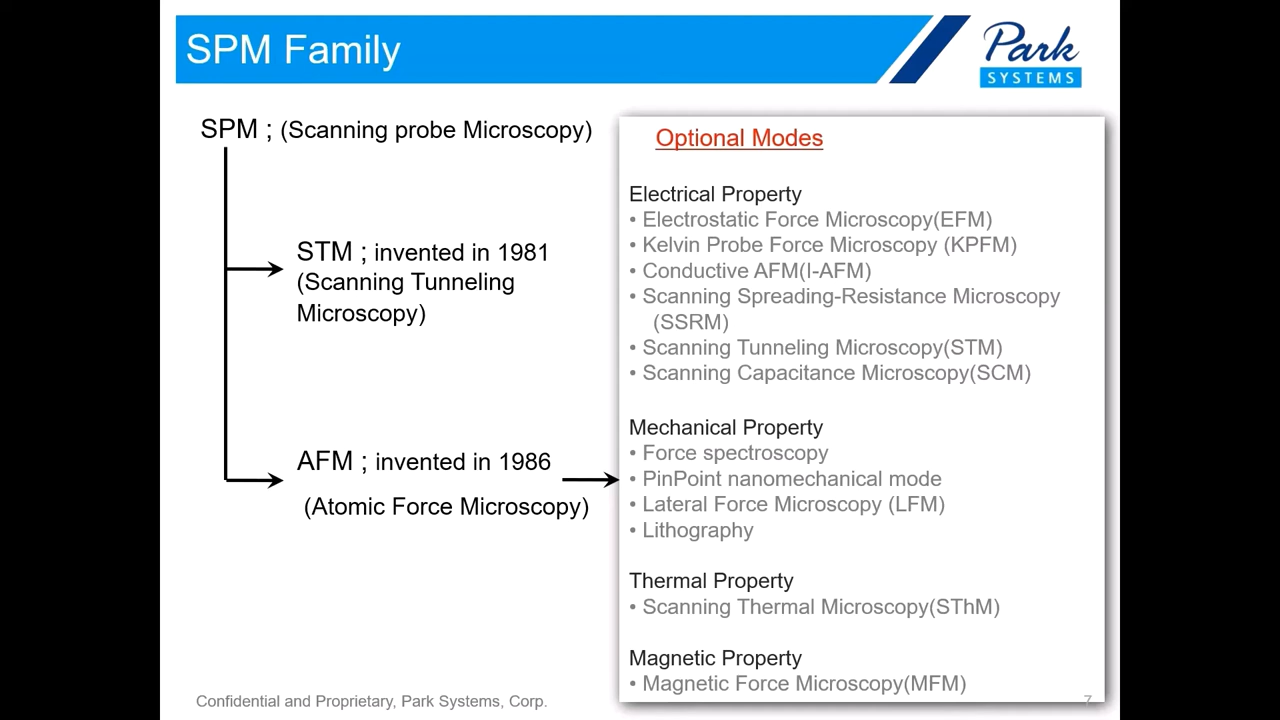 SPM Family
Park
SYSTEMS
SPM ; (Scanning probe Microscopy)
STM ; invented in 1981
(Scanning Tunneling
Microscopy)
AFM ; invented in 1986
(Atomic Force Microscopy)
Optional Modes
Electrical Property
• Electrostatic Force Microscopy(EFM)
• Kelvin Probe Force Microscopy (KPFM)
• Conductive AFM(I-AFM)
• Scanning Spreading-Resistance Microscopy
(SSRM)
• Scanning Tunneling Microscopy(STM)
• Scanning Capacitance Microscopy(SCM)
Mechanical Property
• Force spectroscopy
• PinPoint nanomechanical mode
• Lateral Force Microscopy (LFM)
• Lithography
Thermal Property
• Scanning Thermal Microscopy(SThM)
Magnetic Property
• Magnetic Force Microscopy(MFM)
Confidential and Proprietary, Park Systems, Corp.
7